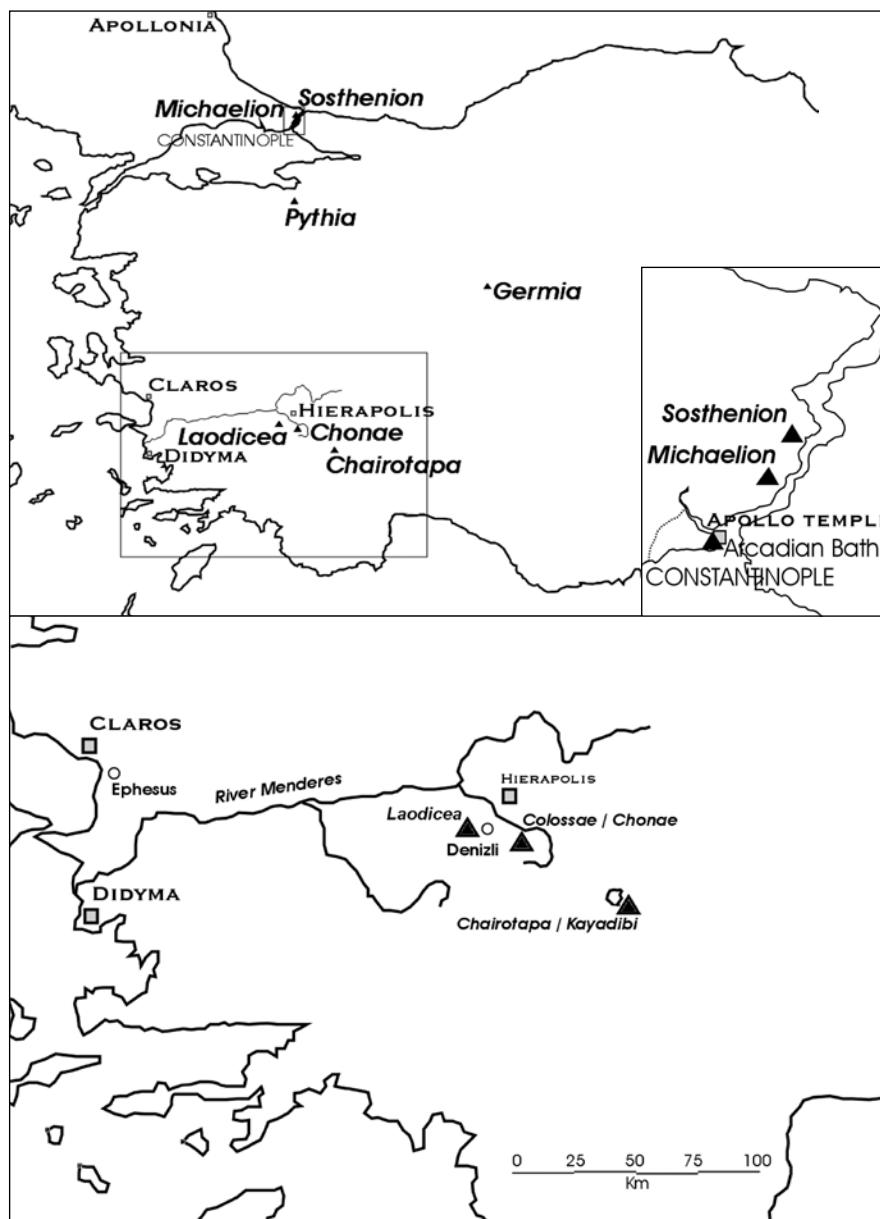 APOLLONIA
Michaelion
Sosthenion
CONSTANTINOPLE
Pythia
Germia
CLAROS
HIERAPOLIS
Laodicea
Chonae
DIDYMA
Chairotapa
Sosthenion
Michaelion
APOLLO TEMPL
Arcadian Bath
CONSTANTINOPLE
CLAROS
Ephesus
River Menderes
HIERAPOLIS
Laodicea
Colossae / Chonae
Denizli
DIDYMA
Chairotapa / Kayadibi
0 25 50 75 100
Km